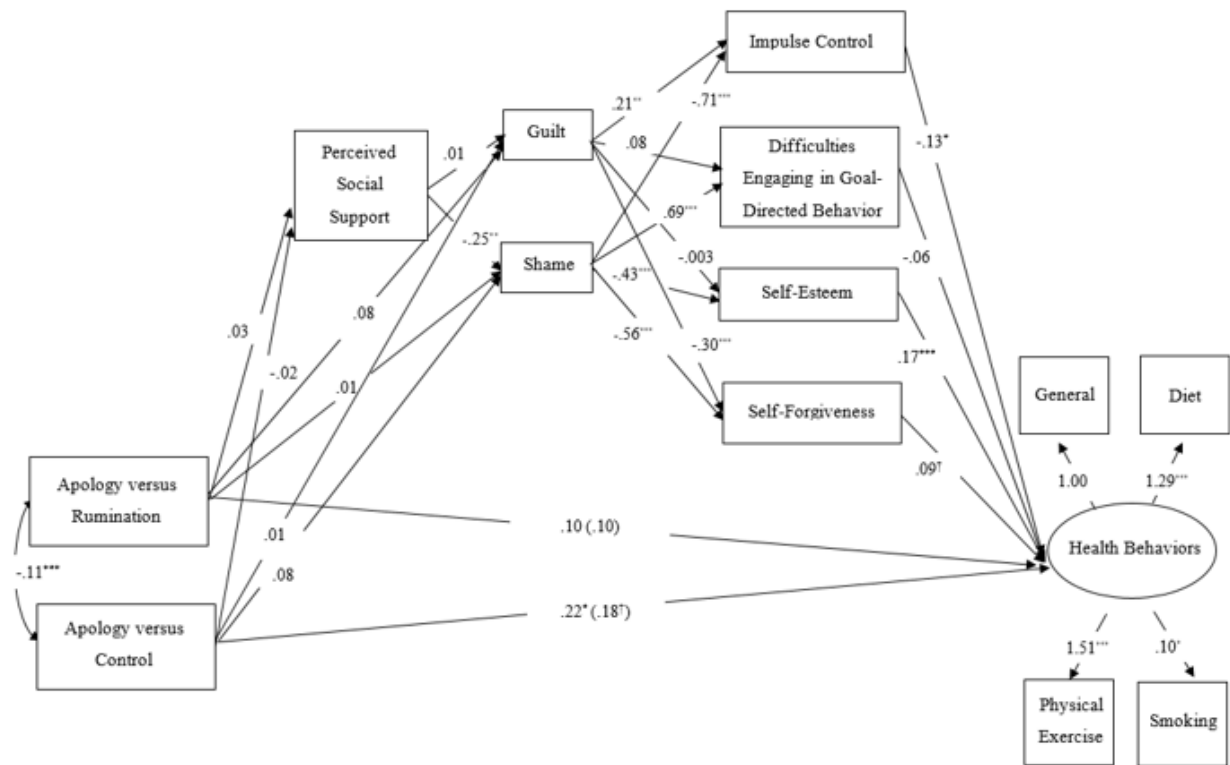 Impulse Control
.21**
-.71***
Guilt
Perceived
Social
Support
.01
.08
Difficulties
Engaging in Goal-
Directed Behavior
-.13*
-.25**
Shame
.69***
-.003
-.06
-.43***
Self-Esteem
.03
.08
-.56***
-.30***
.17***
-.02
.01
Self-Forgiveness
General
Diet
.09†
1.00
1.29***
Apology versus
Rumination
.10 (.10)
Health Behaviors
-.11***
.01
.08
Apology versus
Control
.22* (.18†)
1.51***
.10*
Physical
Exercise
Smoking